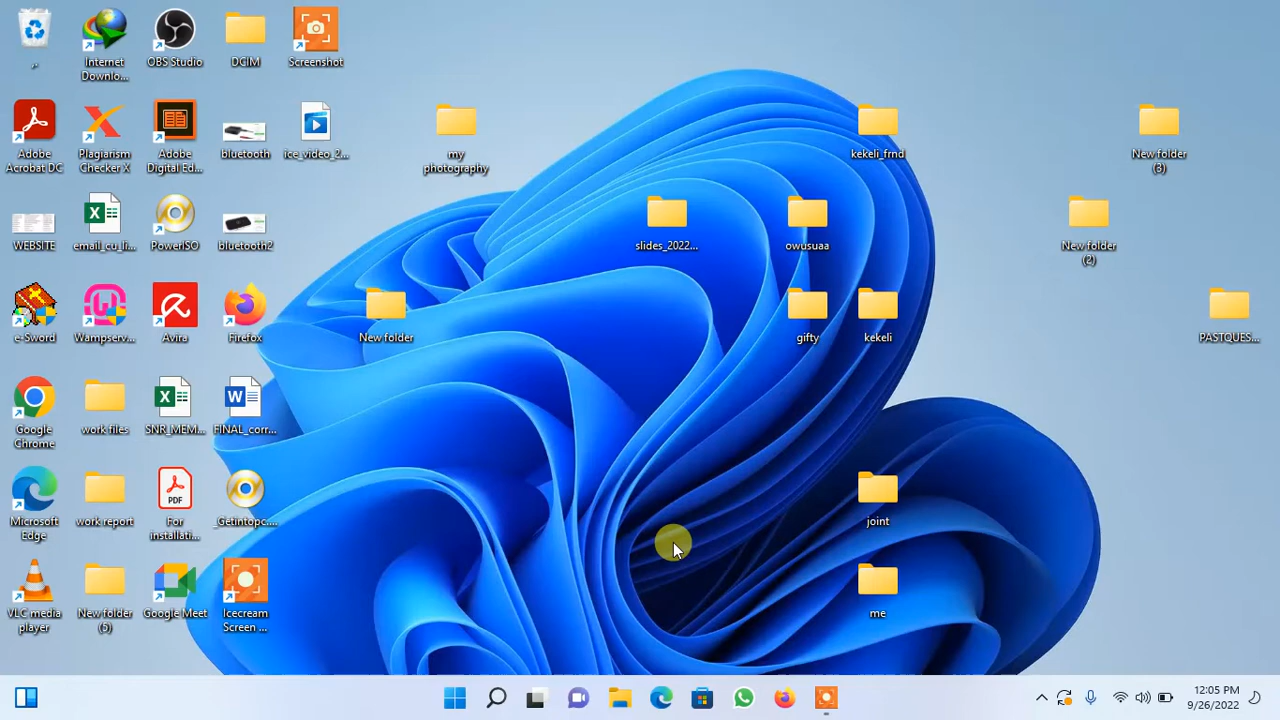 ,.
Internet
Downlo...
OBS Studio
DCIM
Screenshot
Adobe
Acrobat DC
Plagiarism
Checker X
Adobe
Digital Ed...
bluetooth
ice_video_2...
my
photography
kekeli_frnd
New folder
(3)
WEBSITE
email_cu_li...
PowerISO
bluetooth2
slides_2022...
owusuaa
New folder
(2)
e-Sword
Wampserv...
Avira
Firefox
New folder
gifty
kekeli
PASTQUES...
Google
Chrome
work files
SNR_MEM...
FINAL_corr...
Microsoft
Edge
work report
PDF
For
installati...
_Getintopc....
joint
VLC media
player
New folder
(5)
Google Meet
Icecream
Screen ...
me
12:05 PM
9/26/2022